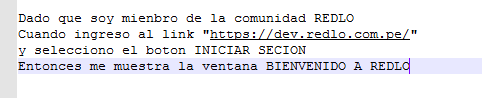 Dado que soy mienbro de la comunidad REDLO
Cuando ingreso al link "https://dev.redlo.com.pe/"
y selecciono el boton INICIAR SECION
Entonces me muestra la ventana BIENVENIDO A REDLO